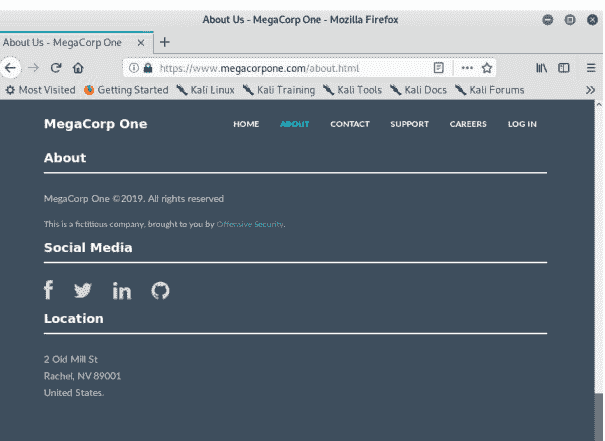 About Us - MegaCorp One - Mozilla Firefox
About Us - MegaCorp One
https://www.megacorpone.com/about.html
Most Visited Getting Started Kali Linux Kali Training Kali Tools Kali Docs Kali Forums
MegaCorp One HOME ABOUT CONTACT SUPPORT CAREERS LOG IN
About
MegaCorp One ©2019. All rights reserved
This is a fictitious company, brought to you by Offensive Security.
Social Media
Location
2 Old Mill St
Rachel, NV 89001
United States.